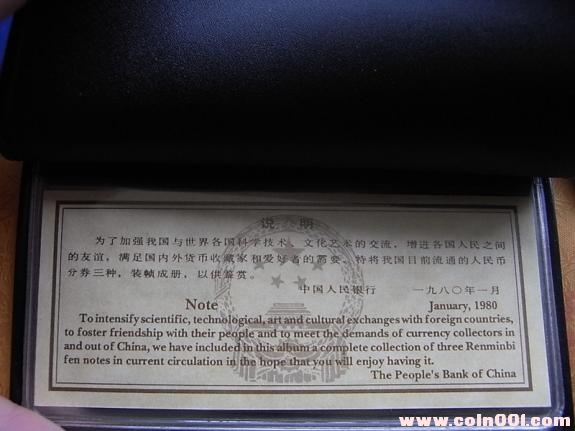 说明
为了加强我国与世界各国科学技术、文化艺术的交流，增进各国人民之间
的友谊，满足国内外货币收藏家和爱好者的需要，特将我国目前流通的人民币
分券三种，装帧成册，以供鉴赏。
中国人民银行 一九八〇年一月
Note January, 1980
To intensify scientific, technological, art and cultural exchanges with foreign countries,
to foster friendship with their people and to meet the demands of currency collectors in
and out of China, we have included in this album a complete collection of three Renminbi
fen notes in current circulation in the hope that you will enjoy having it.
The People's Bank of China
www.coin001.com